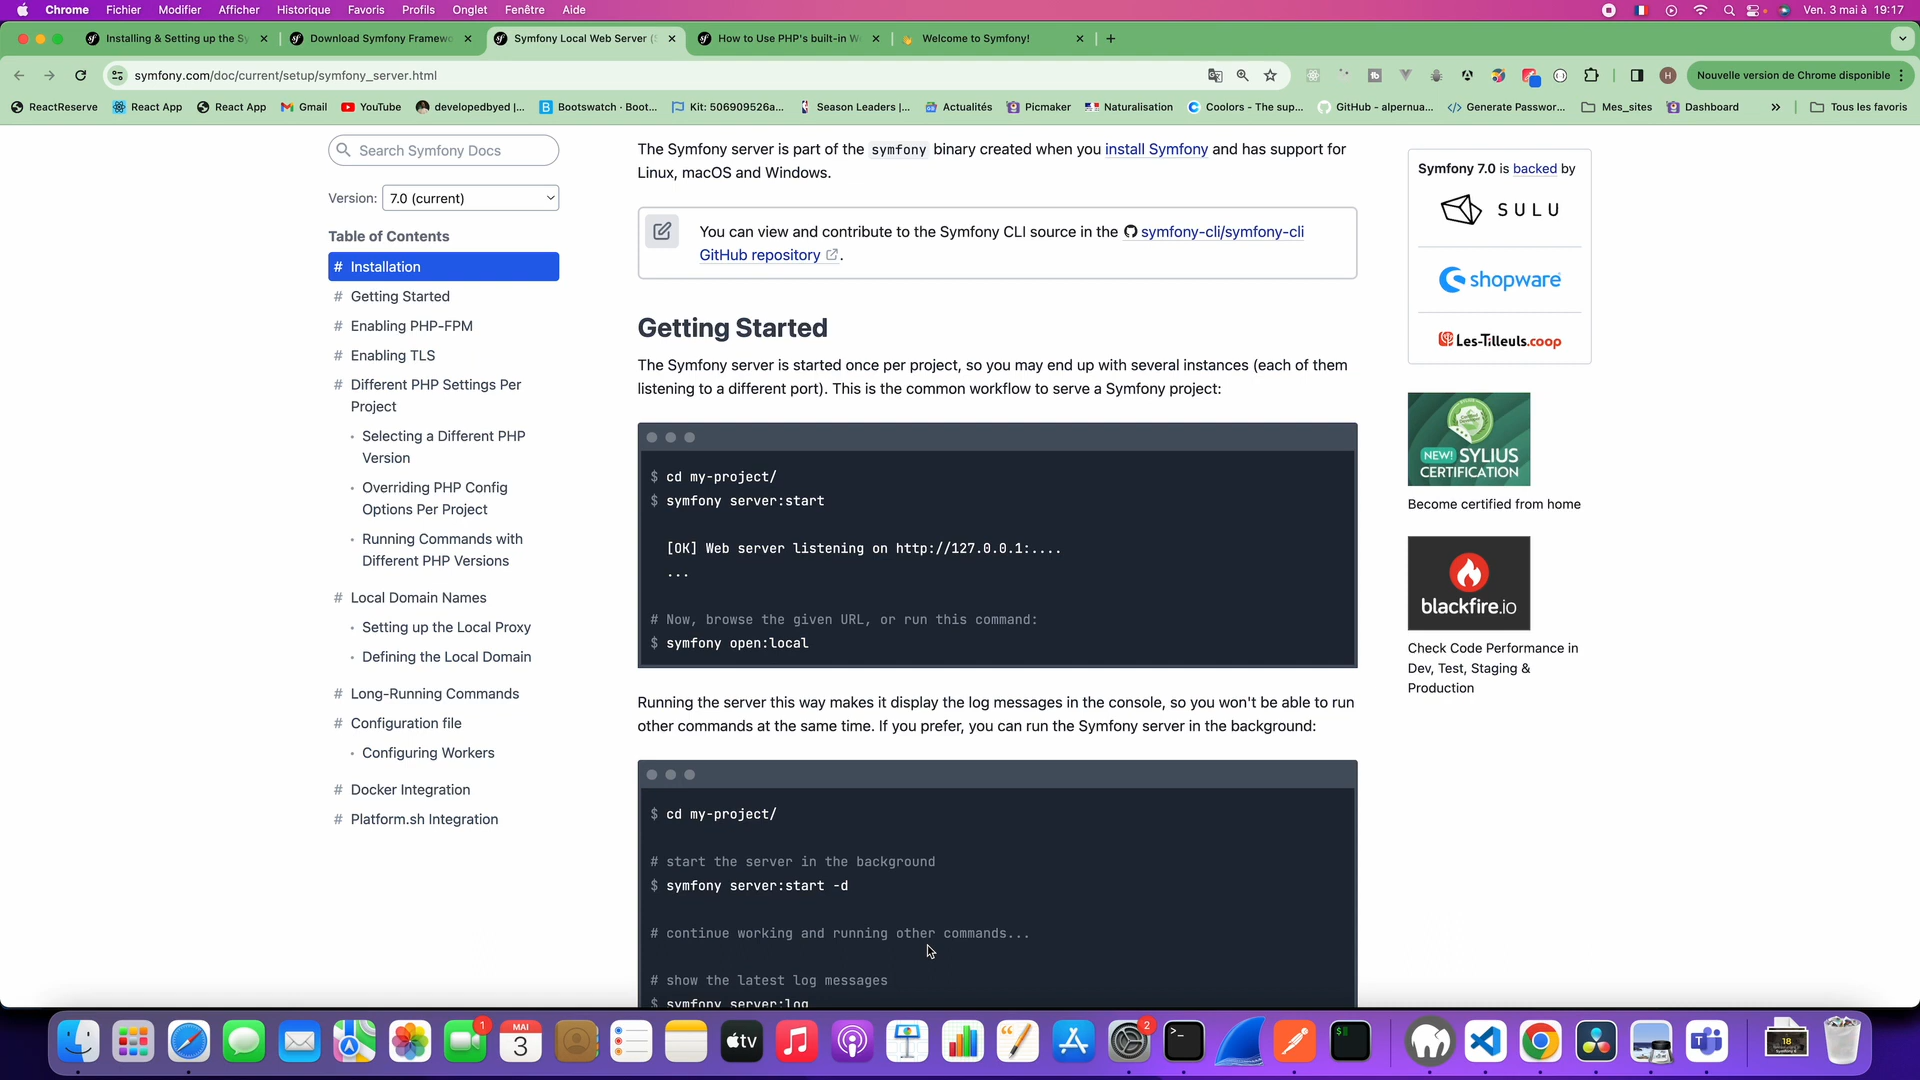 Chrome Fichier Modifier Afficher Historique Favoris Profils Onglet Fenêtre Aide Ven. 3 mai à 19:17
Installing & Setting up the Sy Download Symfony Framewo Symfony Local Web Server (S How to Use PHP's built-in W Welcome to Symfony!
symfony.com/doc/current/setup/symfony_server.html H Nouvelle version de Chrome disponible
ReactReserve React App React App Gmail YouTube developedbyed |... Bootswatch · Boot... Kit: 506909526a... Season Leaders |... Actualités Picmaker Naturalisation Coolors - The sup... GitHub - alpernua... Generate Passwor... Mes_sites Dashboard » Tous les favoris
Search Symfony Docs
Version: 7.0 (current)
Table of Contents
# Installation
# Getting Started
# Enabling PHP-FPM
# Enabling TLS
# Different PHP Settings Per
Project
• Selecting a Different PHP
Version
• Overriding PHP Config
Options Per Project
• Running Commands with
Different PHP Versions
# Local Domain Names
• Setting up the Local Proxy
• Defining the Local Domain
# Long-Running Commands
# Configuration file
• Configuring Workers
# Docker Integration
# Platform.sh Integration
The Symfony server is part of the symfony binary created when you install Symfony and has support for
Linux, macOS and Windows.
You can view and contribute to the Symfony CLI source in the symfony-cli/symfony-cli
GitHub repository .
Getting Started
The Symfony server is started once per project, so you may end up with several instances (each of them
listening to a different port). This is the common workflow to serve a Symfony project:
$ cd my-project/
$ symfony server:start
[OK] Web server listening on http://127.0.0.1:....
...
# Now, browse the given URL, or run this command:
$ symfony open:local
Running the server this way makes it display the log messages in the console, so you won't be able to run
other commands at the same time. If you prefer, you can run the Symfony server in the background:
$ cd my-project/
# start the server in the background
$ symfony server:start -d
# continue working and running other commands...
# show the latest log messages
$ symfony server:log
Symfony 7.0 is backed by
SULU
shopware
Les-Tilleuls.coop
NEW! SYLIUS
CERTIFICATION
Become certified from home
blackfire.io
Check Code Performance in
Dev, Test, Staging &
Production
1 MAI 3 tv 2 >_ $ 18